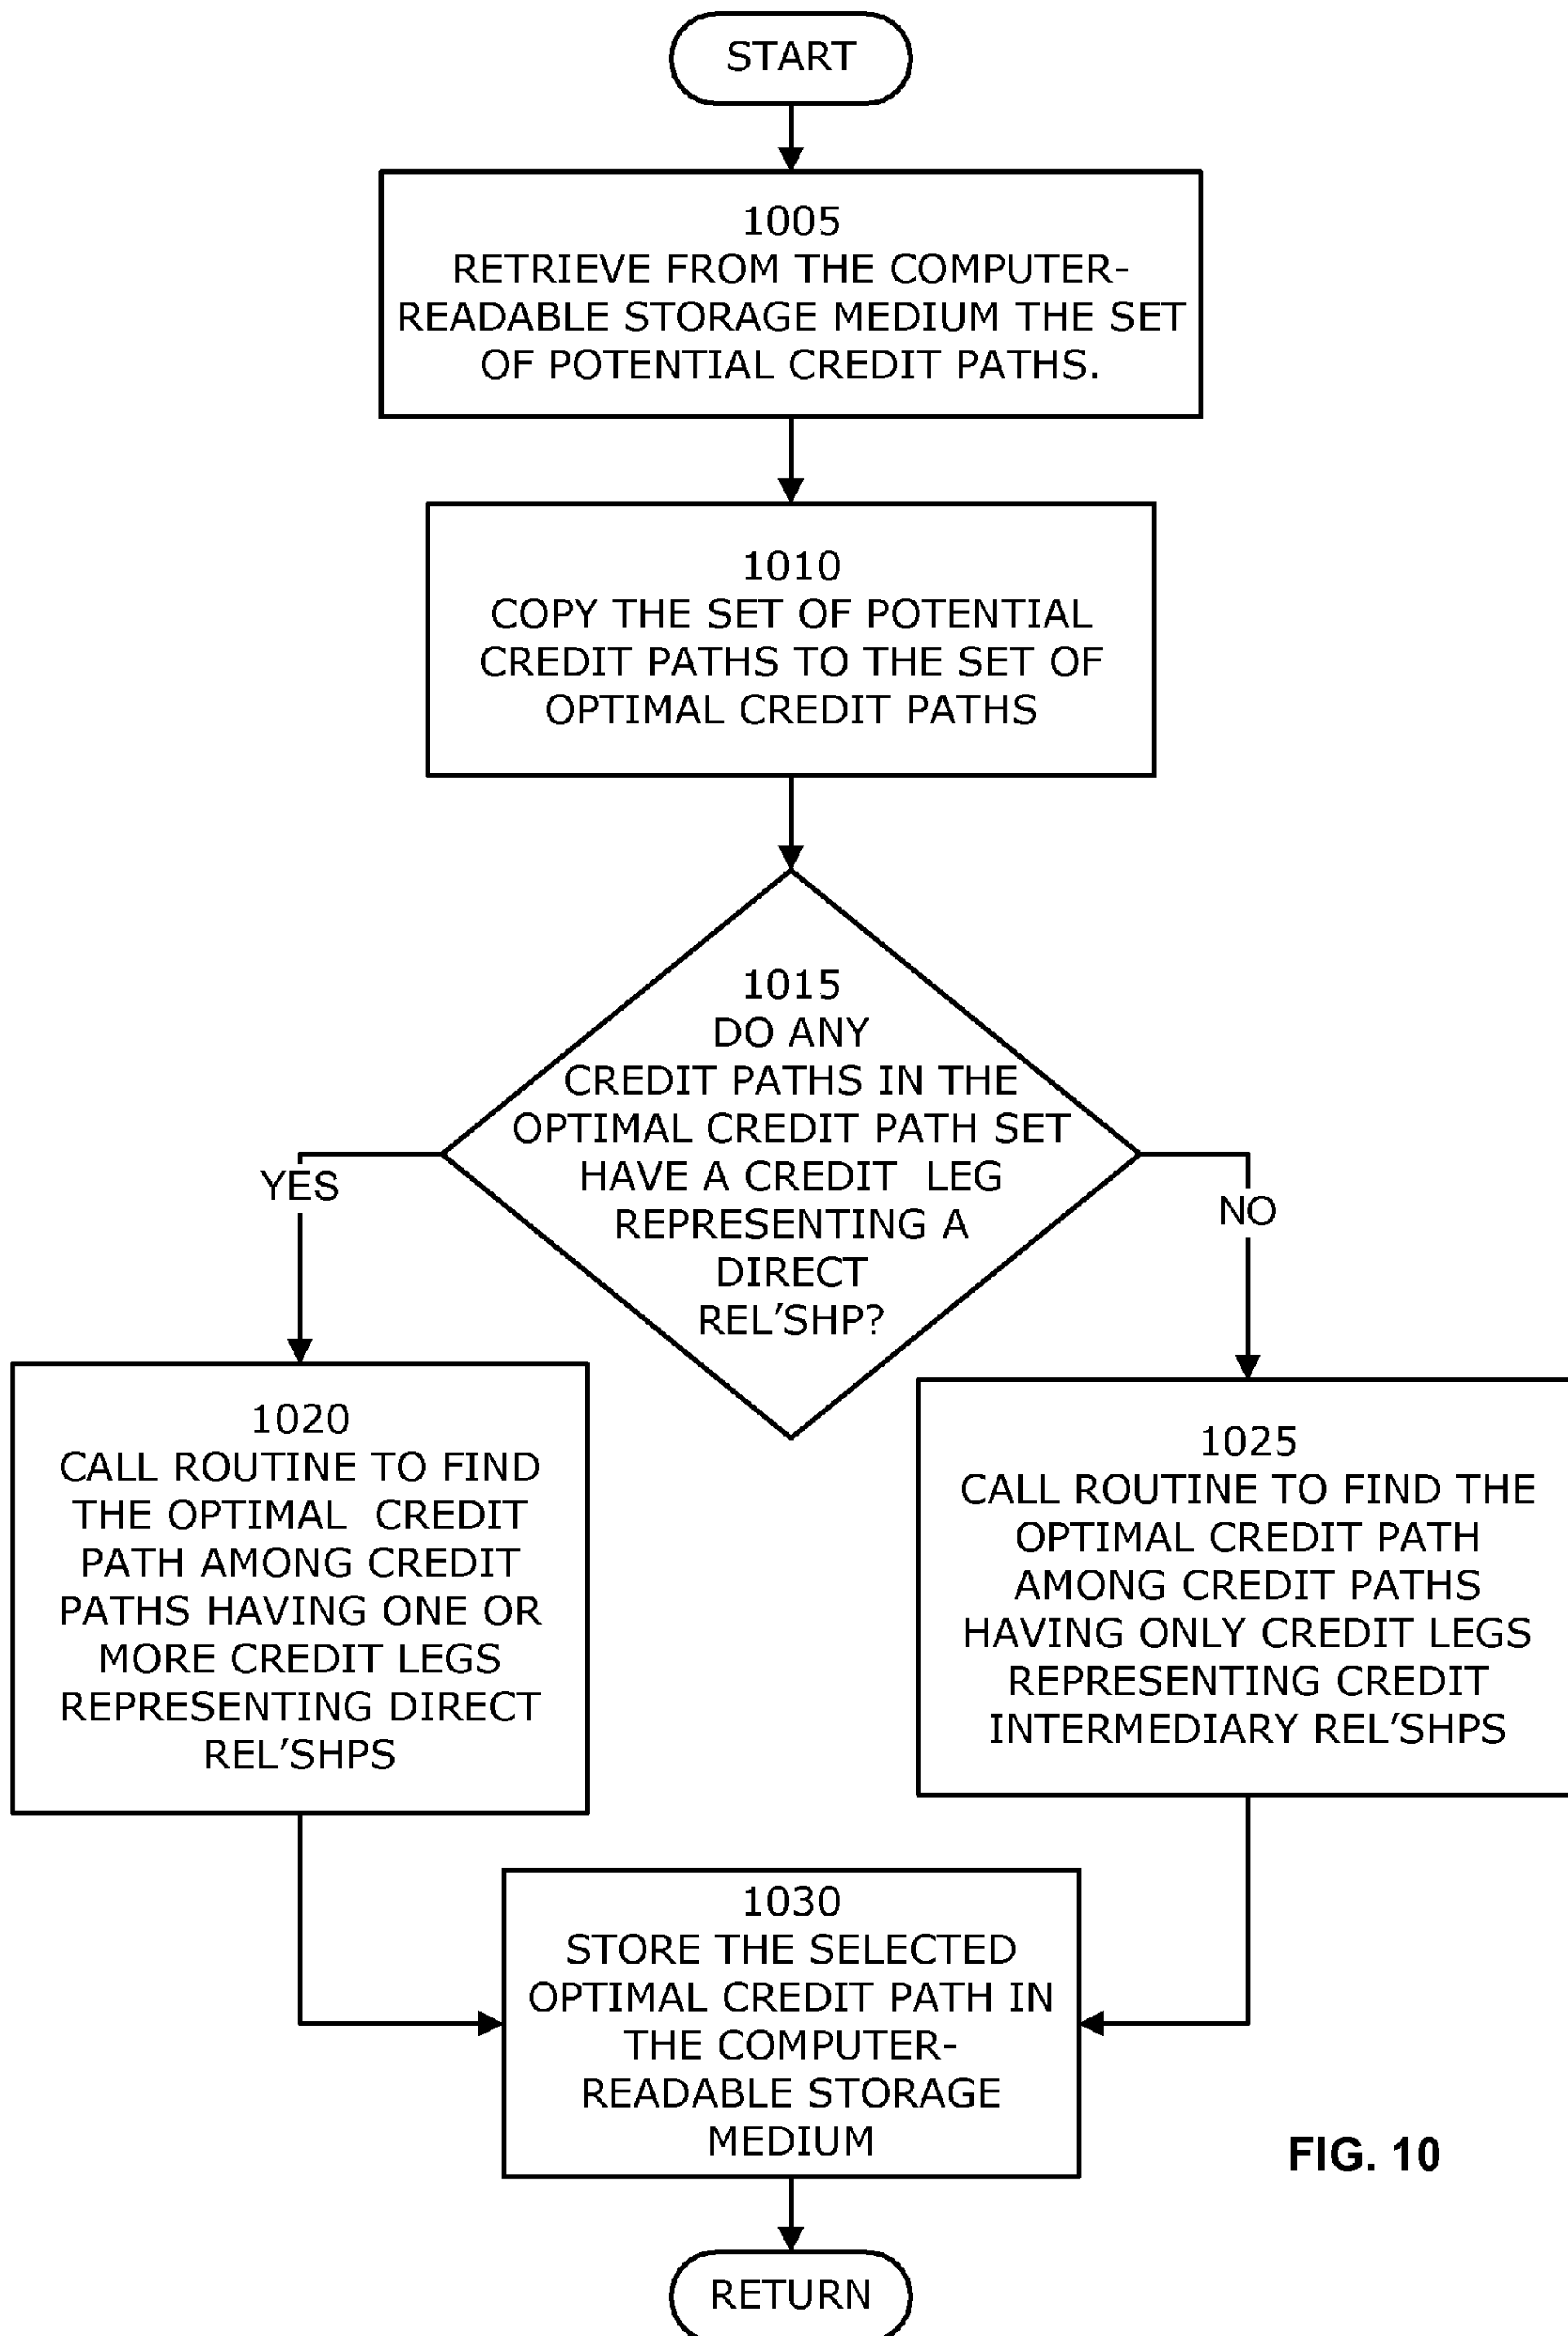 START
1005
RETRIEVE FROM THE COMPUTER-
READABLE STORAGE MEDIUM THE SET
OF POTENTIAL CREDIT PATHS.
1010
COPY THE SET OF POTENTIAL
CREDIT PATHS TO THE SET OF
OPTIMAL CREDIT PATHS
1015
DO ANY
CREDIT PATHS IN THE
OPTIMAL CREDIT PATH SET
HAVE A CREDIT LEG
REPRESENTING A
DIRECT
REL'SHP?
YES
NO
1020
CALL ROUTINE TO FIND
THE OPTIMAL CREDIT
PATH AMONG CREDIT
PATHS HAVING ONE OR
MORE CREDIT LEGS
REPRESENTING DIRECT
REL'SHPS
1025
CALL ROUTINE TO FIND THE
OPTIMAL CREDIT PATH
AMONG CREDIT PATHS
HAVING ONLY CREDIT LEGS
REPRESENTING CREDIT
INTERMEDIARY REL'SHPS
1030
STORE THE SELECTED
OPTIMAL CREDIT PATH IN
THE COMPUTER-
READABLE STORAGE
MEDIUM
FIG. 10
RETURN